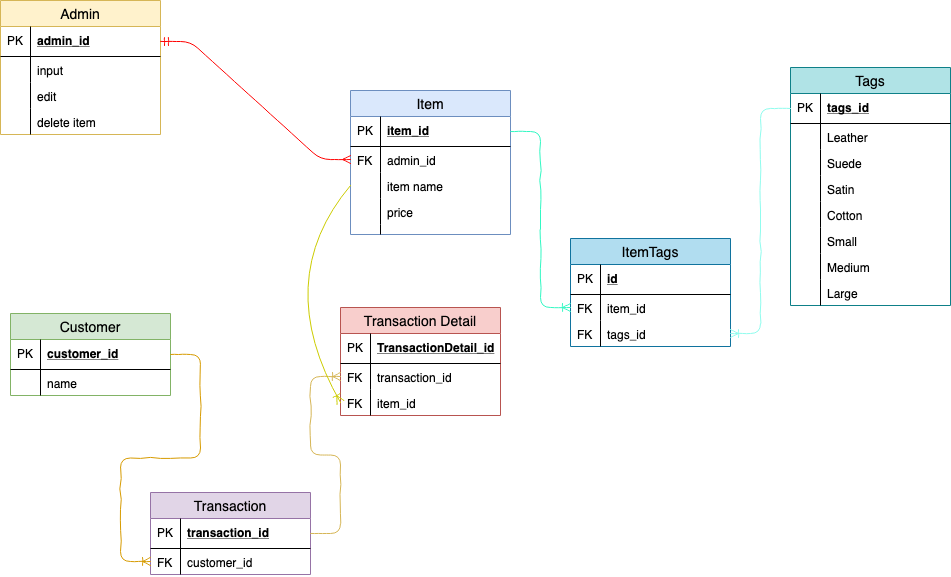 Admin
PK admin_id
input
edit
delete item
Item
PK item_id
FK admin_id
item name
price
Tags
PK tags_id
Leather
Suede
Satin
Cotton
Small
Medium
Large
ItemTags
PK id
FK item_id
FK tags_id
Customer
PK customer_id
name
Transaction Detail
PK TransactionDetail_id
FK transaction_id
FK item_id
Transaction
PK transaction_id
FK customer_id